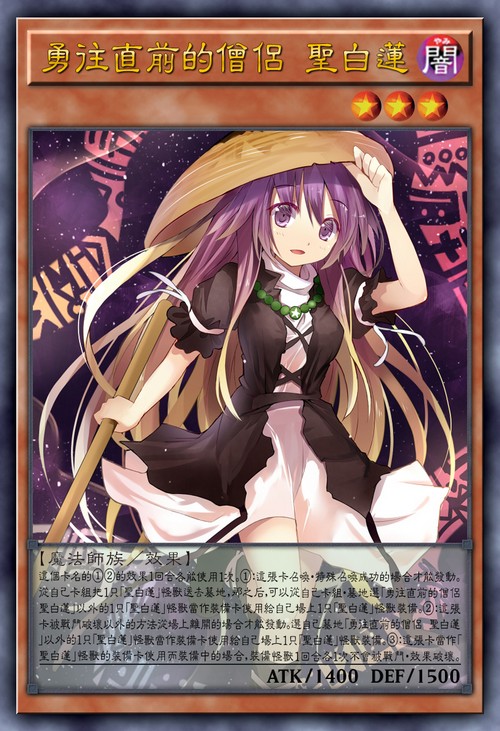 勇往直前的僧侶 聖白蓮
やみ
闇
【魔法師族／效果】
這個卡名的①②的效果1回合各能使用1次。①:這張卡召喚·特殊召喚成功的場合才能發動。
從自己卡組把1只「聖白蓮」怪獸送去墓地。那之后,可以從自己卡組·墓地選「勇往直前的僧侶
聖白蓮」以外的1只「聖白蓮」怪獸當作裝備卡使用給自己場上1只「聖白蓮」怪獸裝備。②:這張
卡被戰鬥破壞以外的方法從場上離開的場合才能發動。選自己墓地「勇往直前的僧侶 聖白蓮
」以外的1只「聖白蓮」怪獸當作裝備卡使用給自己場上1只「聖白蓮」怪獸裝備。③:這張卡當作「
聖白蓮」怪獸的裝備卡使用而裝備中的場合,裝備怪獸1回合各1次不會被戰鬥·效果破壞。
ATK/1400 DEF/1500